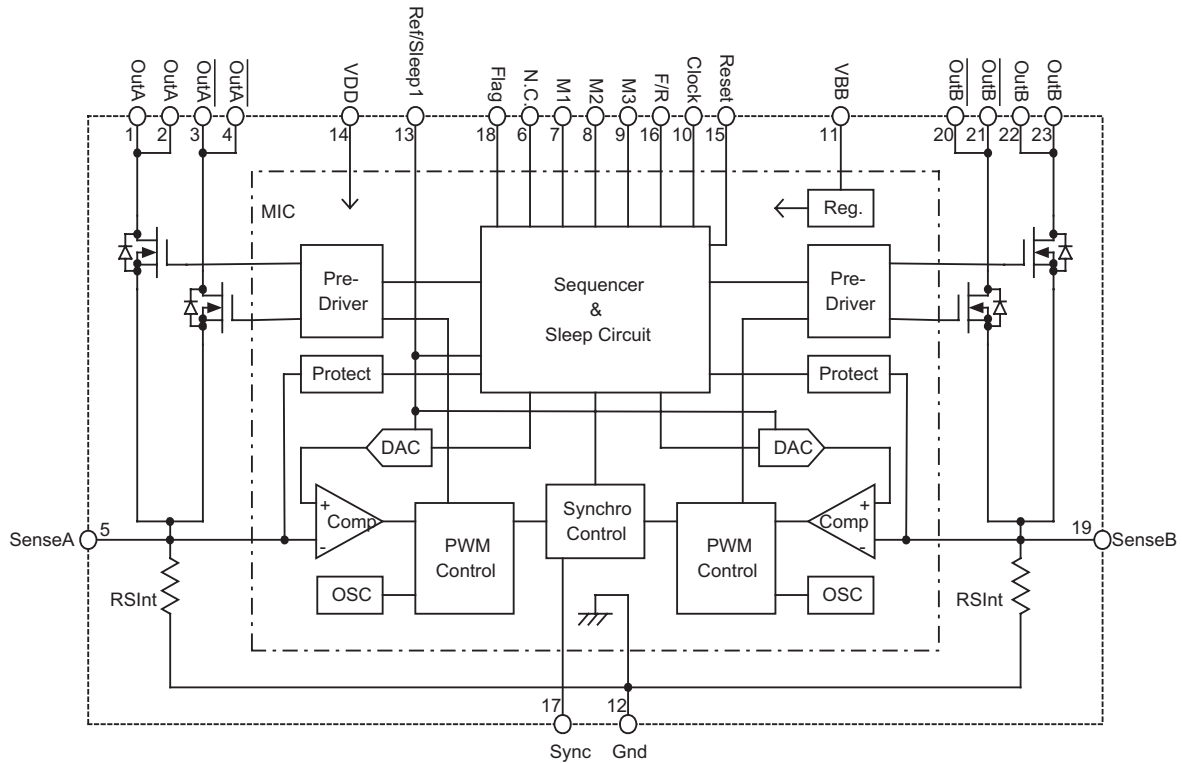 OutA
OutA
OutA
OutA
VDD
Ref/Sleep1
Flag
N.C.
M1
M2
M3
F/R
Clock
Reset
VBB
OutB
OutB
OutB
OutB
1
2
3
4
14
13
18
6
7
8
9
16
10
15
11
20
21
22
23
MIC
Reg.
Pre-
Driver
Sequencer
&
Sleep Circuit
Pre-
Driver
Protect
Protect
DAC
DAC
+
Comp
-
PWM
Control
Synchro
Control
PWM
Control
+
Comp
-
SenseA
5
19
SenseB
RSInt
OSC
OSC
RSInt
17
12
Sync
Gnd